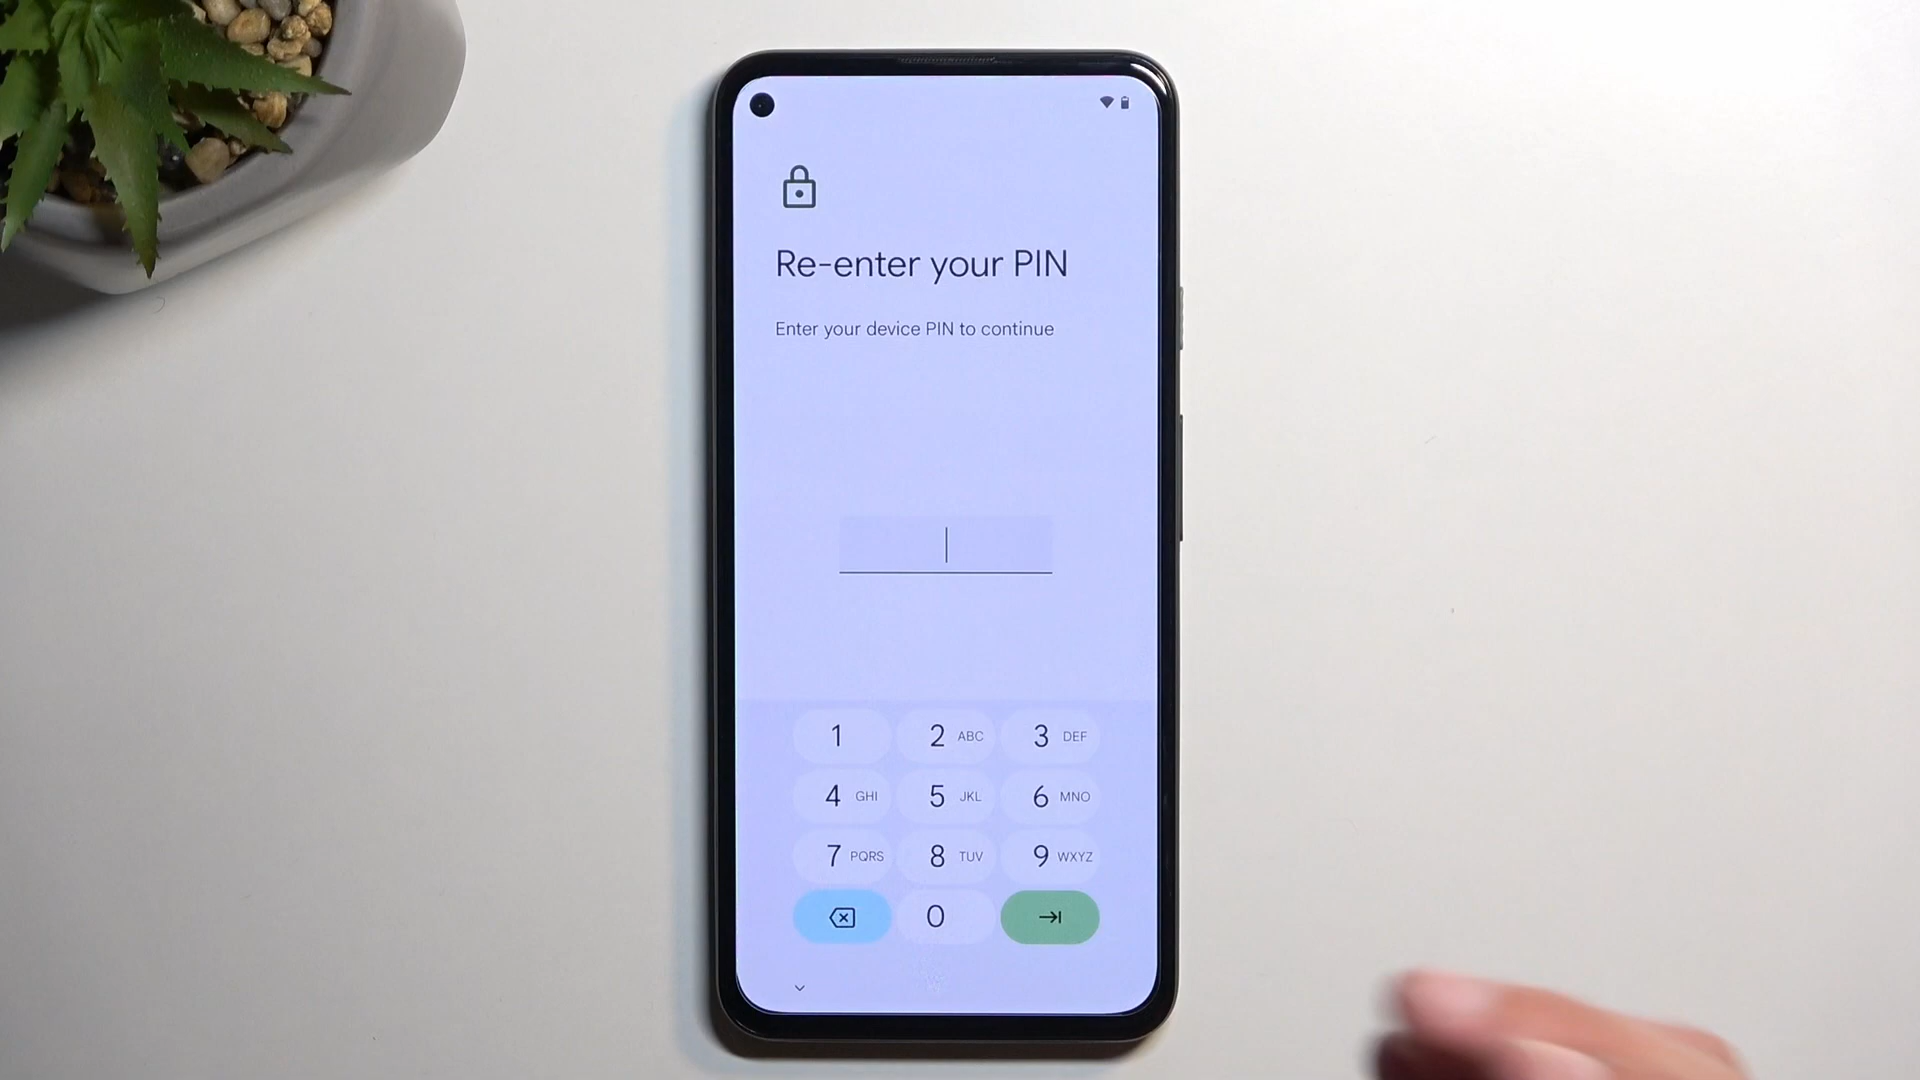 Re-enter your PIN
Enter your device PIN to continue
1 2 ABC 3 DEF
4 GHI 5 JKL 6 MNO
7 PQRS 8 TUV 9 WXYZ
0